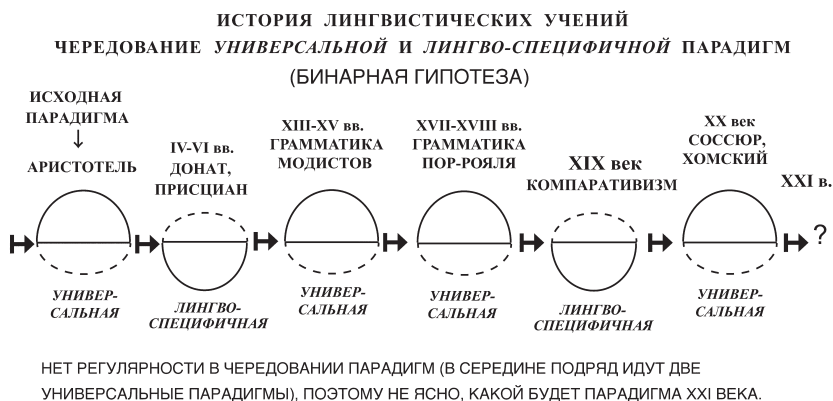 ИСТОРИЯ ЛИНГВИСТИЧЕСКИХ УЧЕНИЙ
ЧЕРЕДОВАНИЕ УНИВЕРСАЛЬНОЙ И ЛИНГВО-СПЕЦИФИЧНОЙ ПАРАДИГМ
(БИНАРНАЯ ГИПОТЕЗА)
ИСХОДНАЯ
ПАРАДИГМА
↓
АРИСТОТЕЛЬ
IV-VI вв.
ДОНАТ,
ПРИСЦИАН
XIII-XV вв.
ГРАММАТИКА
МОДИСТОВ
XVII-XVIII вв.
ГРАММАТИКА
ПОР-РОЯЛЯ
XIX век
КОМПАРАТИВИЗМ
XX век
СОССЮР,
ХОМСКИЙ
XXI в.
?
УНИВЕР-
САЛЬНАЯ
ЛИНГВО-
СПЕЦИФИЧНАЯ
УНИВЕР-
САЛЬНАЯ
УНИВЕР-
САЛЬНАЯ
ЛИНГВО-
СПЕЦИФИЧНАЯ
УНИВЕР-
САЛЬНАЯ
НЕТ РЕГУЛЯРНОСТИ В ЧЕРЕДОВАНИИ ПАРАДИГМ (В СЕРЕДИНЕ ПОДРЯД ИДУТ ДВЕ
УНИВЕРСАЛЬНЫЕ ПАРАДИГМЫ), ПОЭТОМУ НЕ ЯСНО, КАКОЙ БУДЕТ ПАРАДИГМА XXI ВЕКА.